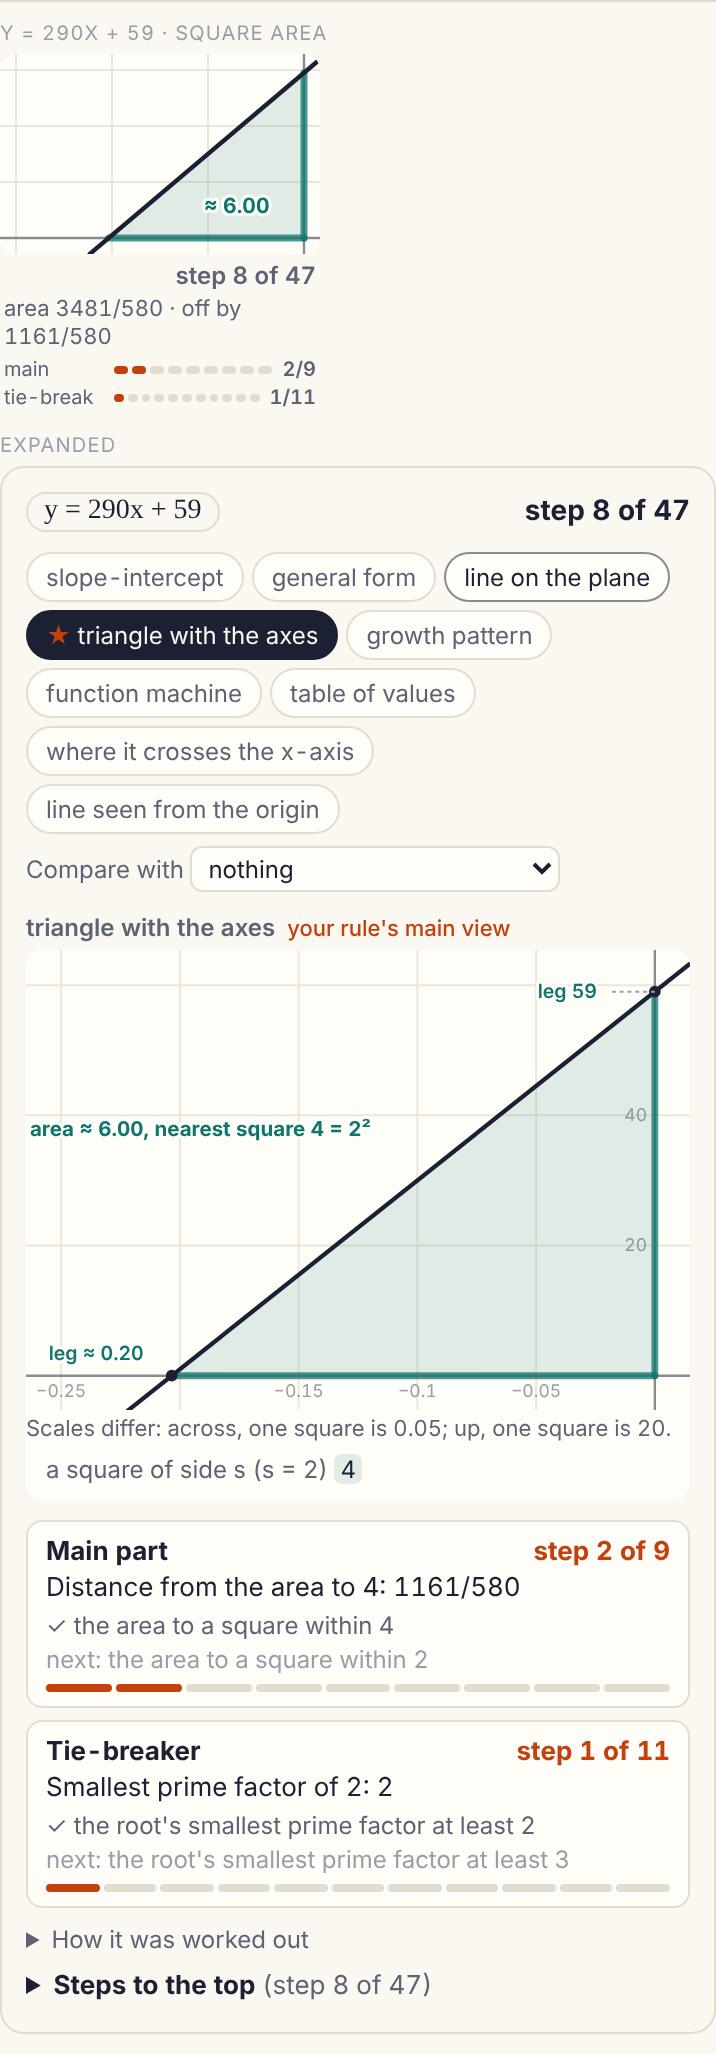 Y = 290X + 59 · SQUARE AREA
≈ 6.00
step 8 of 47
area 3481/580 · off by
1161/580
main 2/9
tie-break 1/11
EXPANDED
y = 290x + 59 step 8 of 47
slope-intercept general form line on the plane
★ triangle with the axes growth pattern
function machine table of values
where it crosses the x-axis
line seen from the origin
Compare with nothing
triangle with the axes your rule's main view
leg 59
40
area ≈ 6.00, nearest square 4 = 2²
20
leg ≈ 0.20
−0.25 −0.15 −0.1 −0.05
Scales differ: across, one square is 0.05; up, one square is 20.
a square of side s (s = 2) 4
Main part step 2 of 9
Distance from the area to 4: 1161/580
✓ the area to a square within 4
next: the area to a square within 2
Tie-breaker step 1 of 11
Smallest prime factor of 2: 2
✓ the root's smallest prime factor at least 2
next: the root's smallest prime factor at least 3
▶ How it was worked out
▶ Steps to the top (step 8 of 47)